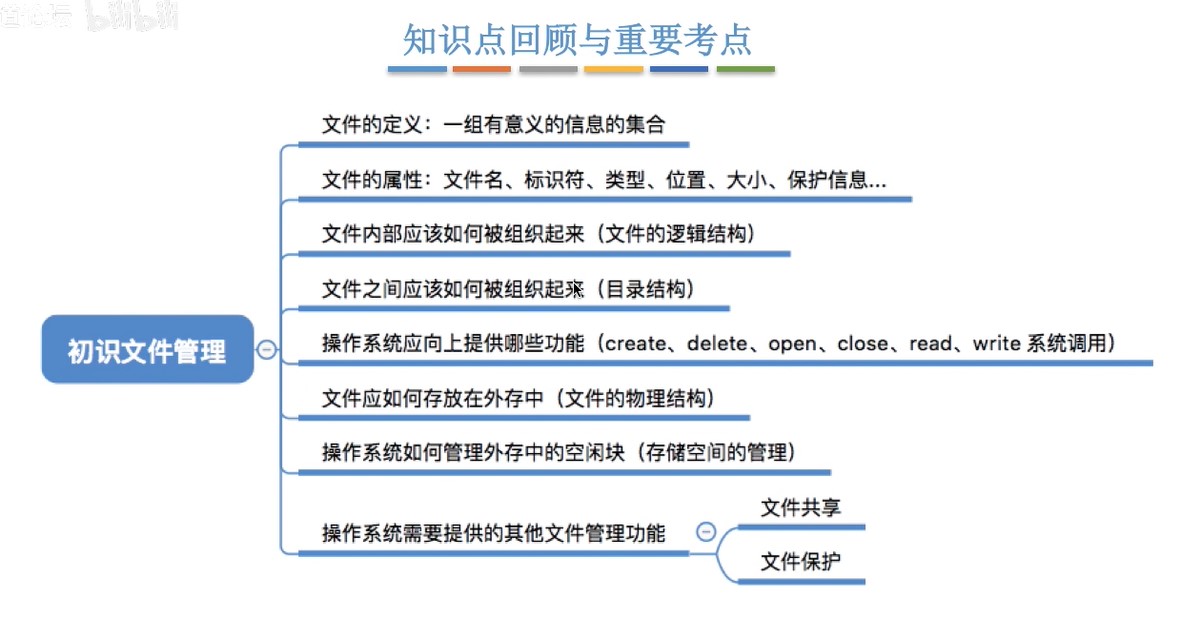 bilibili
知识点回顾与重要考点
文件的定义：一组有意义的信息的集合
文件的属性：文件名、标识符、类型、位置、大小、保护信息...
文件内部应该如何被组织起来（文件的逻辑结构）
文件之间应该如何被组织起来（目录结构）
初识文件管理
操作系统应向上提供哪些功能（create、delete、open、close、read、write 系统调用）
文件应如何存放在外存中（文件的物理结构）
操作系统如何管理外存中的空闲块（存储空间的管理）
操作系统需要提供的其他文件管理功能
文件共享
文件保护